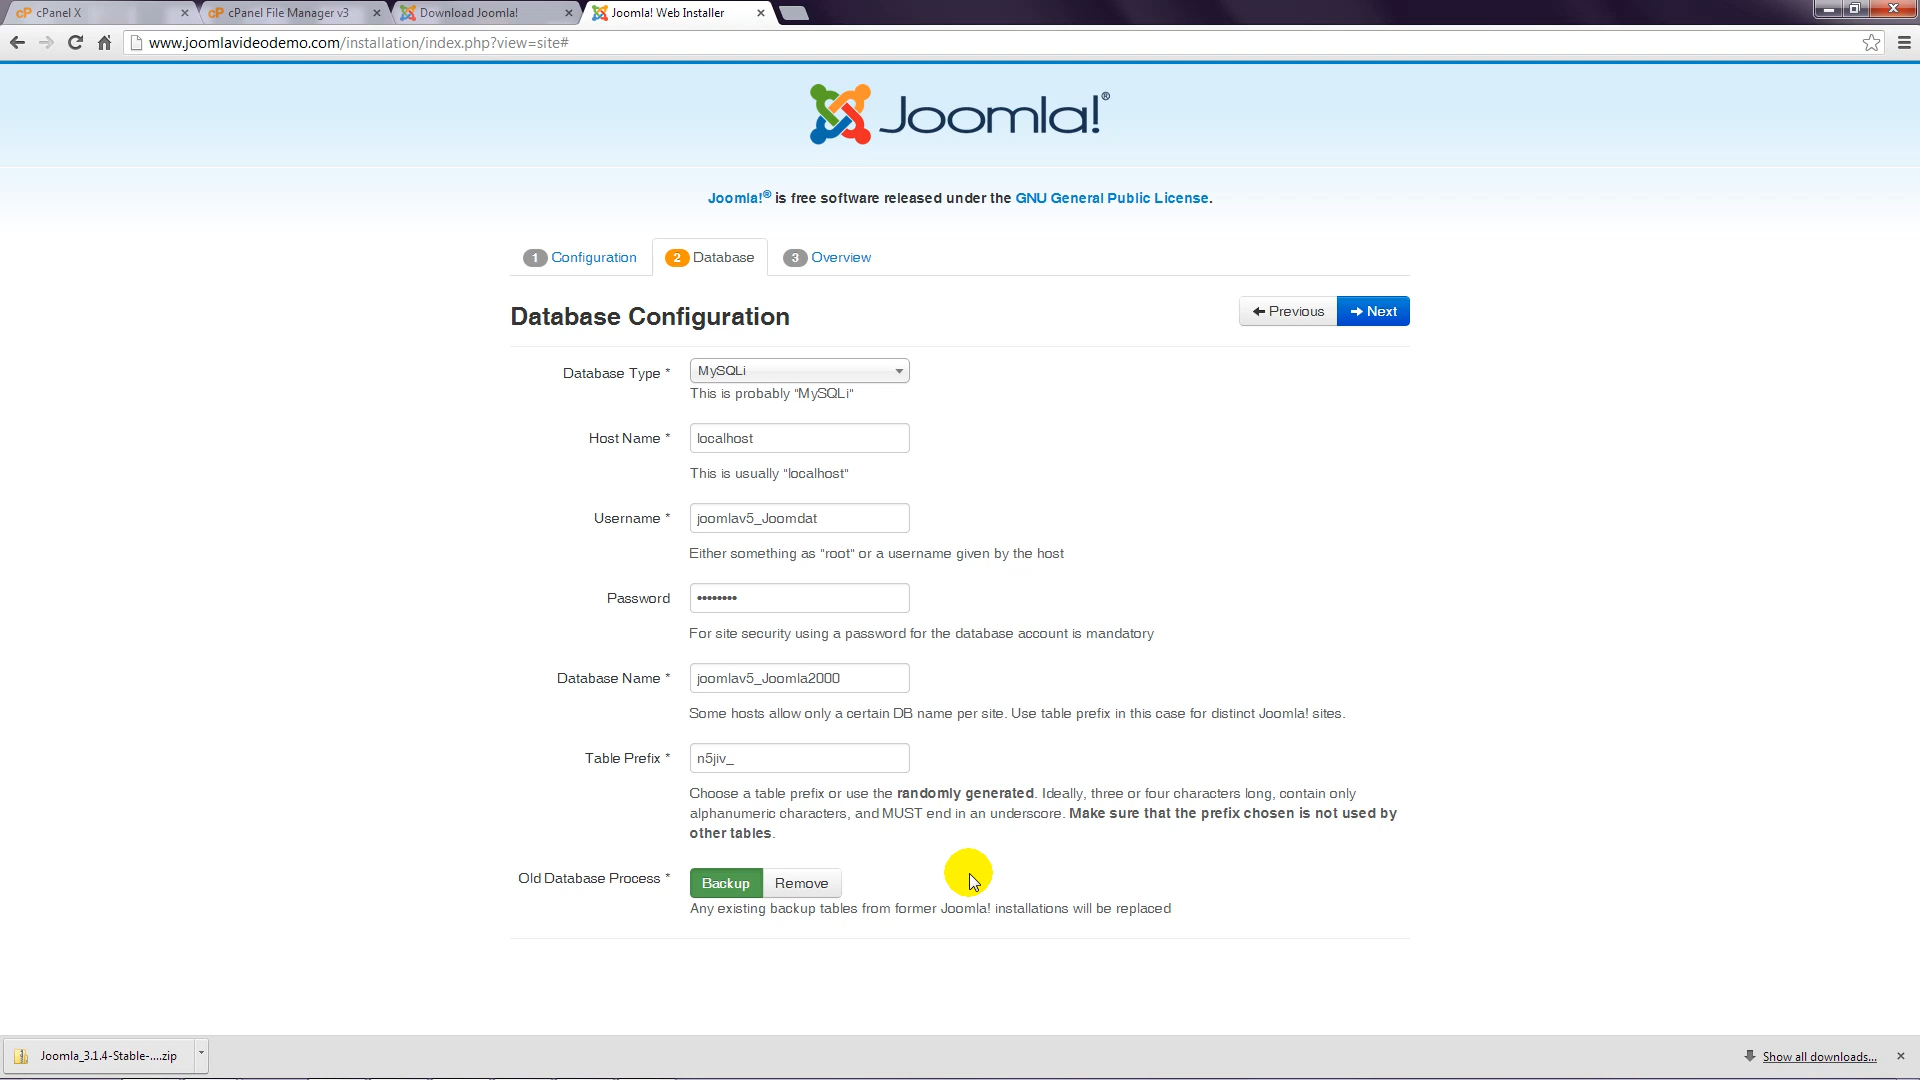 cPanel X
cPanel File Manager v3
Download Joomla!
Joomla! Web Installer
www.joomlavideodemo.com/installation/index.php?view=site#
Joomla!®
Joomla!® is free software released under the GNU General Public License.
1 Configuration
2 Database
3 Overview
Database Configuration
Previous
Next
Database Type *
MySQLi
This is probably "MySQLi"
Host Name *
localhost
This is usually "localhost"
Username *
joomlav5_Joomdat
Either something as "root" or a username given by the host
Password
••••••••
For site security using a password for the database account is mandatory
Database Name *
joomlav5_Joomla2000
Some hosts allow only a certain DB name per site. Use table prefix in this case for distinct Joomla! sites.
Table Prefix *
n5jiv_
Choose a table prefix or use the randomly generated. Ideally, three or four characters long, contain only
alphanumeric characters, and MUST end in an underscore. Make sure that the prefix chosen is not used by
other tables.
Old Database Process *
Backup
Remove
Any existing backup tables from former Joomla! installations will be replaced
Joomla_3.1.4-Stable-....zip
Show all downloads...